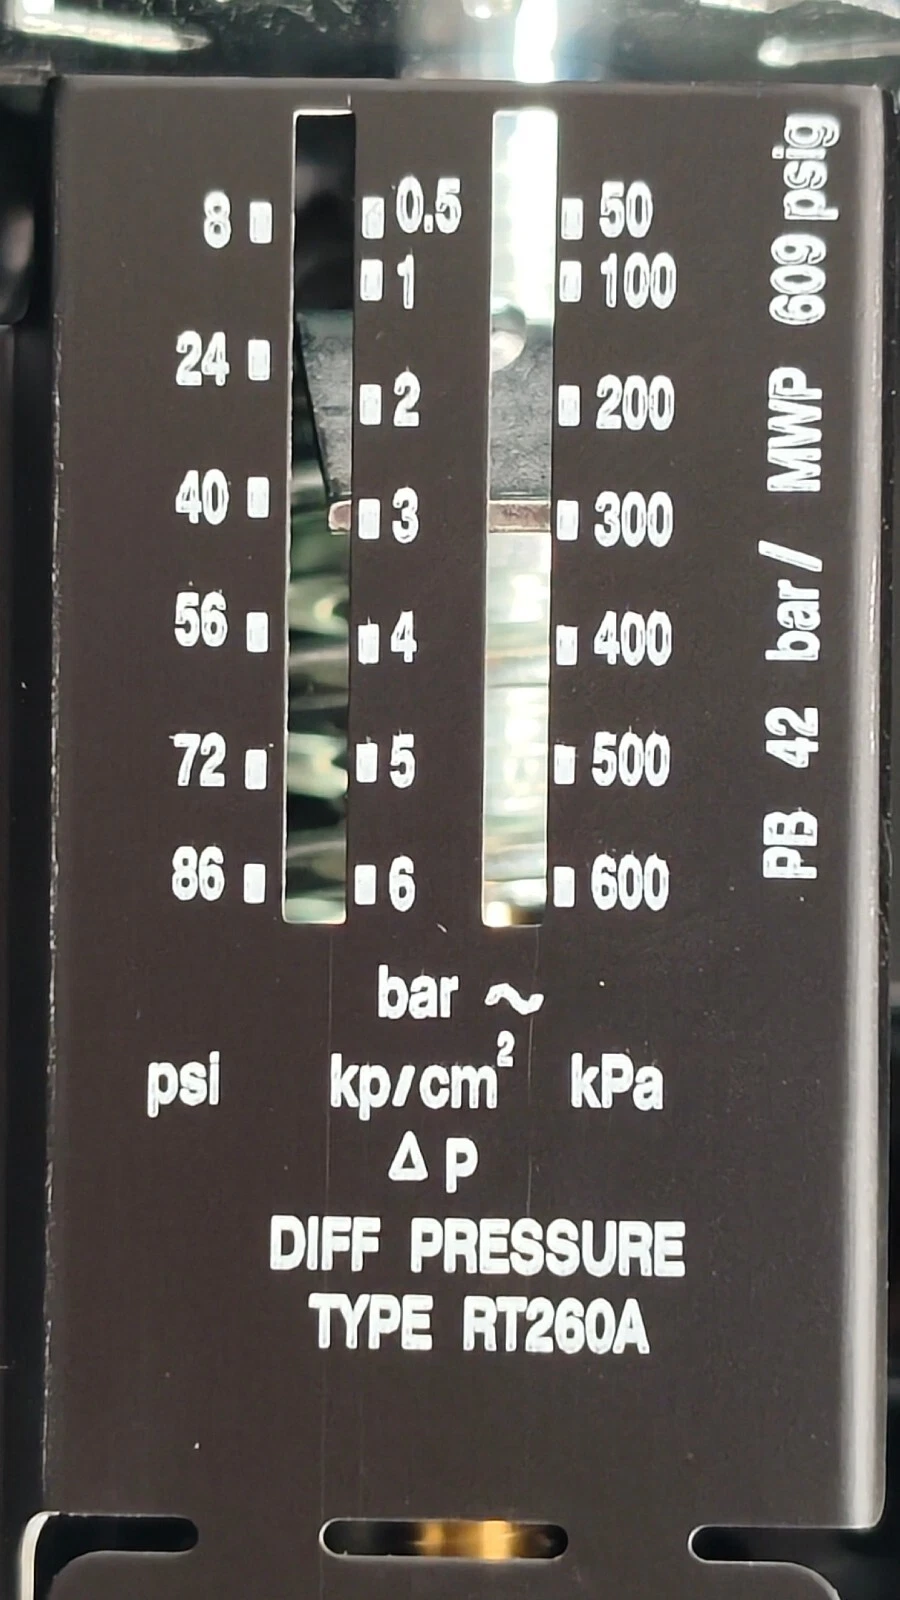 8 0.5 50
1 100
24
2 200
40 3 300
56 4 400
72 5 500
86 6 600
bar ~
psi kp/cm² kPa
Δ p
DIFF PRESSURE
TYPE RT260A
PB 42 bar/ MWP 609 psig